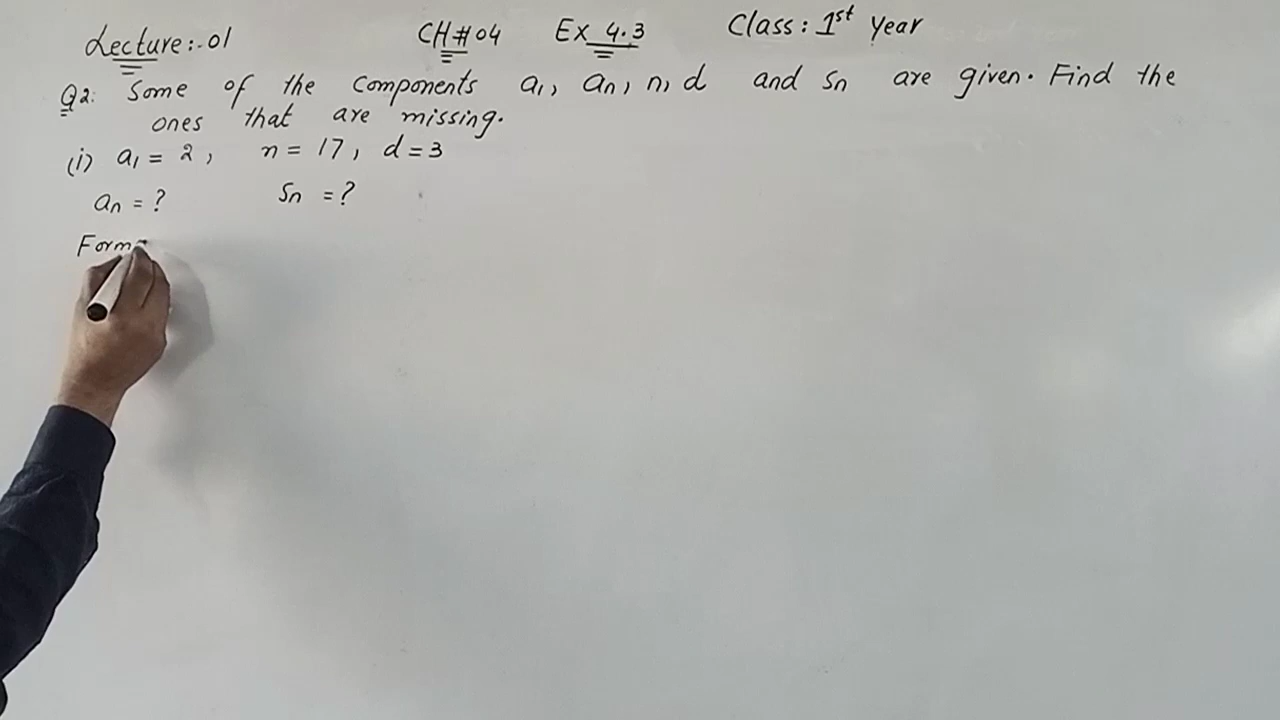 Lecture:-01 CH#04 Ex 4.3 Class: 1st Year
Q2: Some of the components a1, an, n, d and Sn are given. Find the
ones that are missing.
(i) a1 = 2, n = 17, d = 3
an = ? Sn = ?
Form